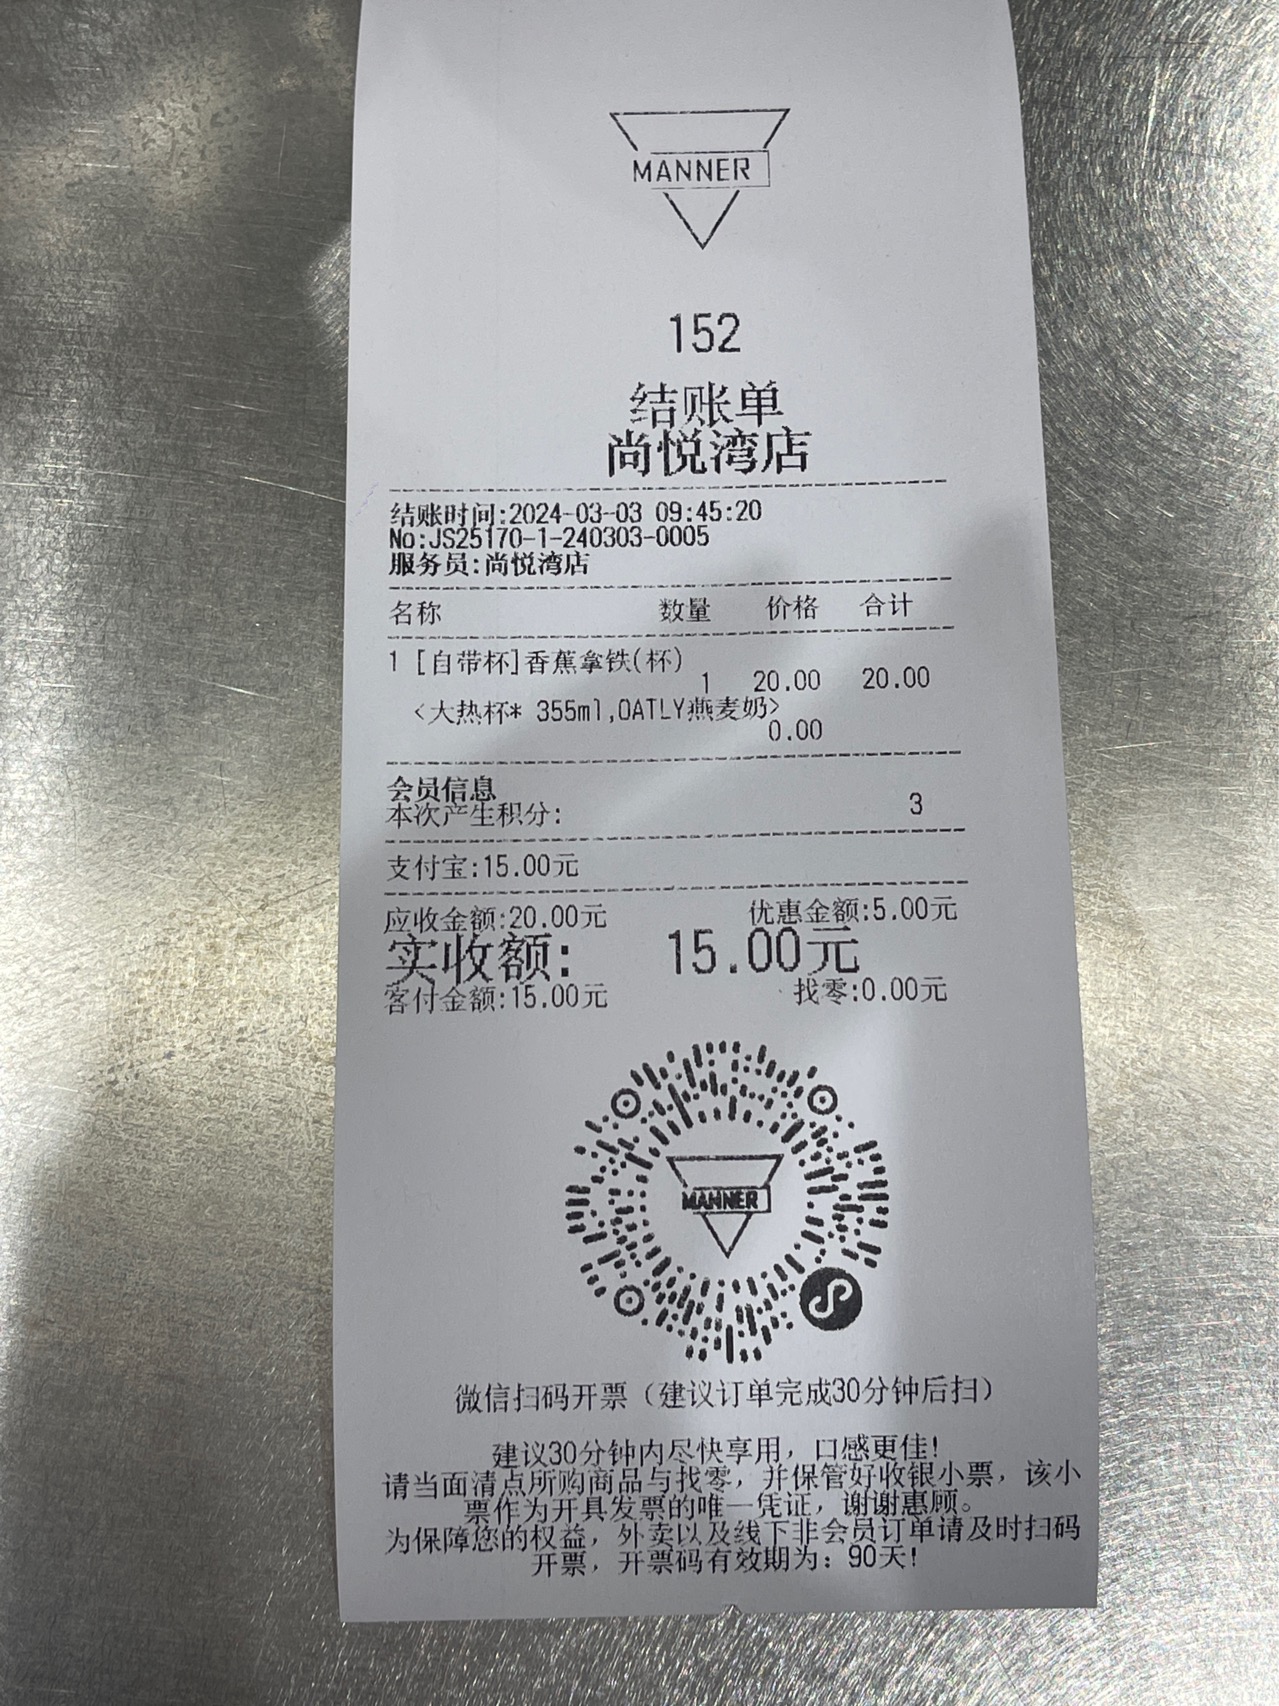 MANNER
152
结账单
尚悦湾店
结账时间:2024-03-03 09:45:20
No:JS25170-1-240303-0005
服务员:尚悦湾店
名称 数量 价格 合计
1 [自带杯]香蕉拿铁(杯)
1 20.00 20.00
<大热杯* 355ml,OATLY燕麦奶>
0.00
会员信息
本次产生积分: 3
支付宝:15.00元
应收金额:20.00元 优惠金额:5.00元
实收额: 15.00元
客付金额:15.00元 找零:0.00元
MANNER
微信扫码开票（建议订单完成30分钟后扫）
建议30分钟内尽快享用，口感更佳!
请当面清点所购商品与找零，并保管好收银小票，该小
票作为开具发票的唯一凭证，谢谢惠顾。
为保障您的权益，外卖以及线下非会员订单请及时扫码
开票，开票码有效期为：90天!